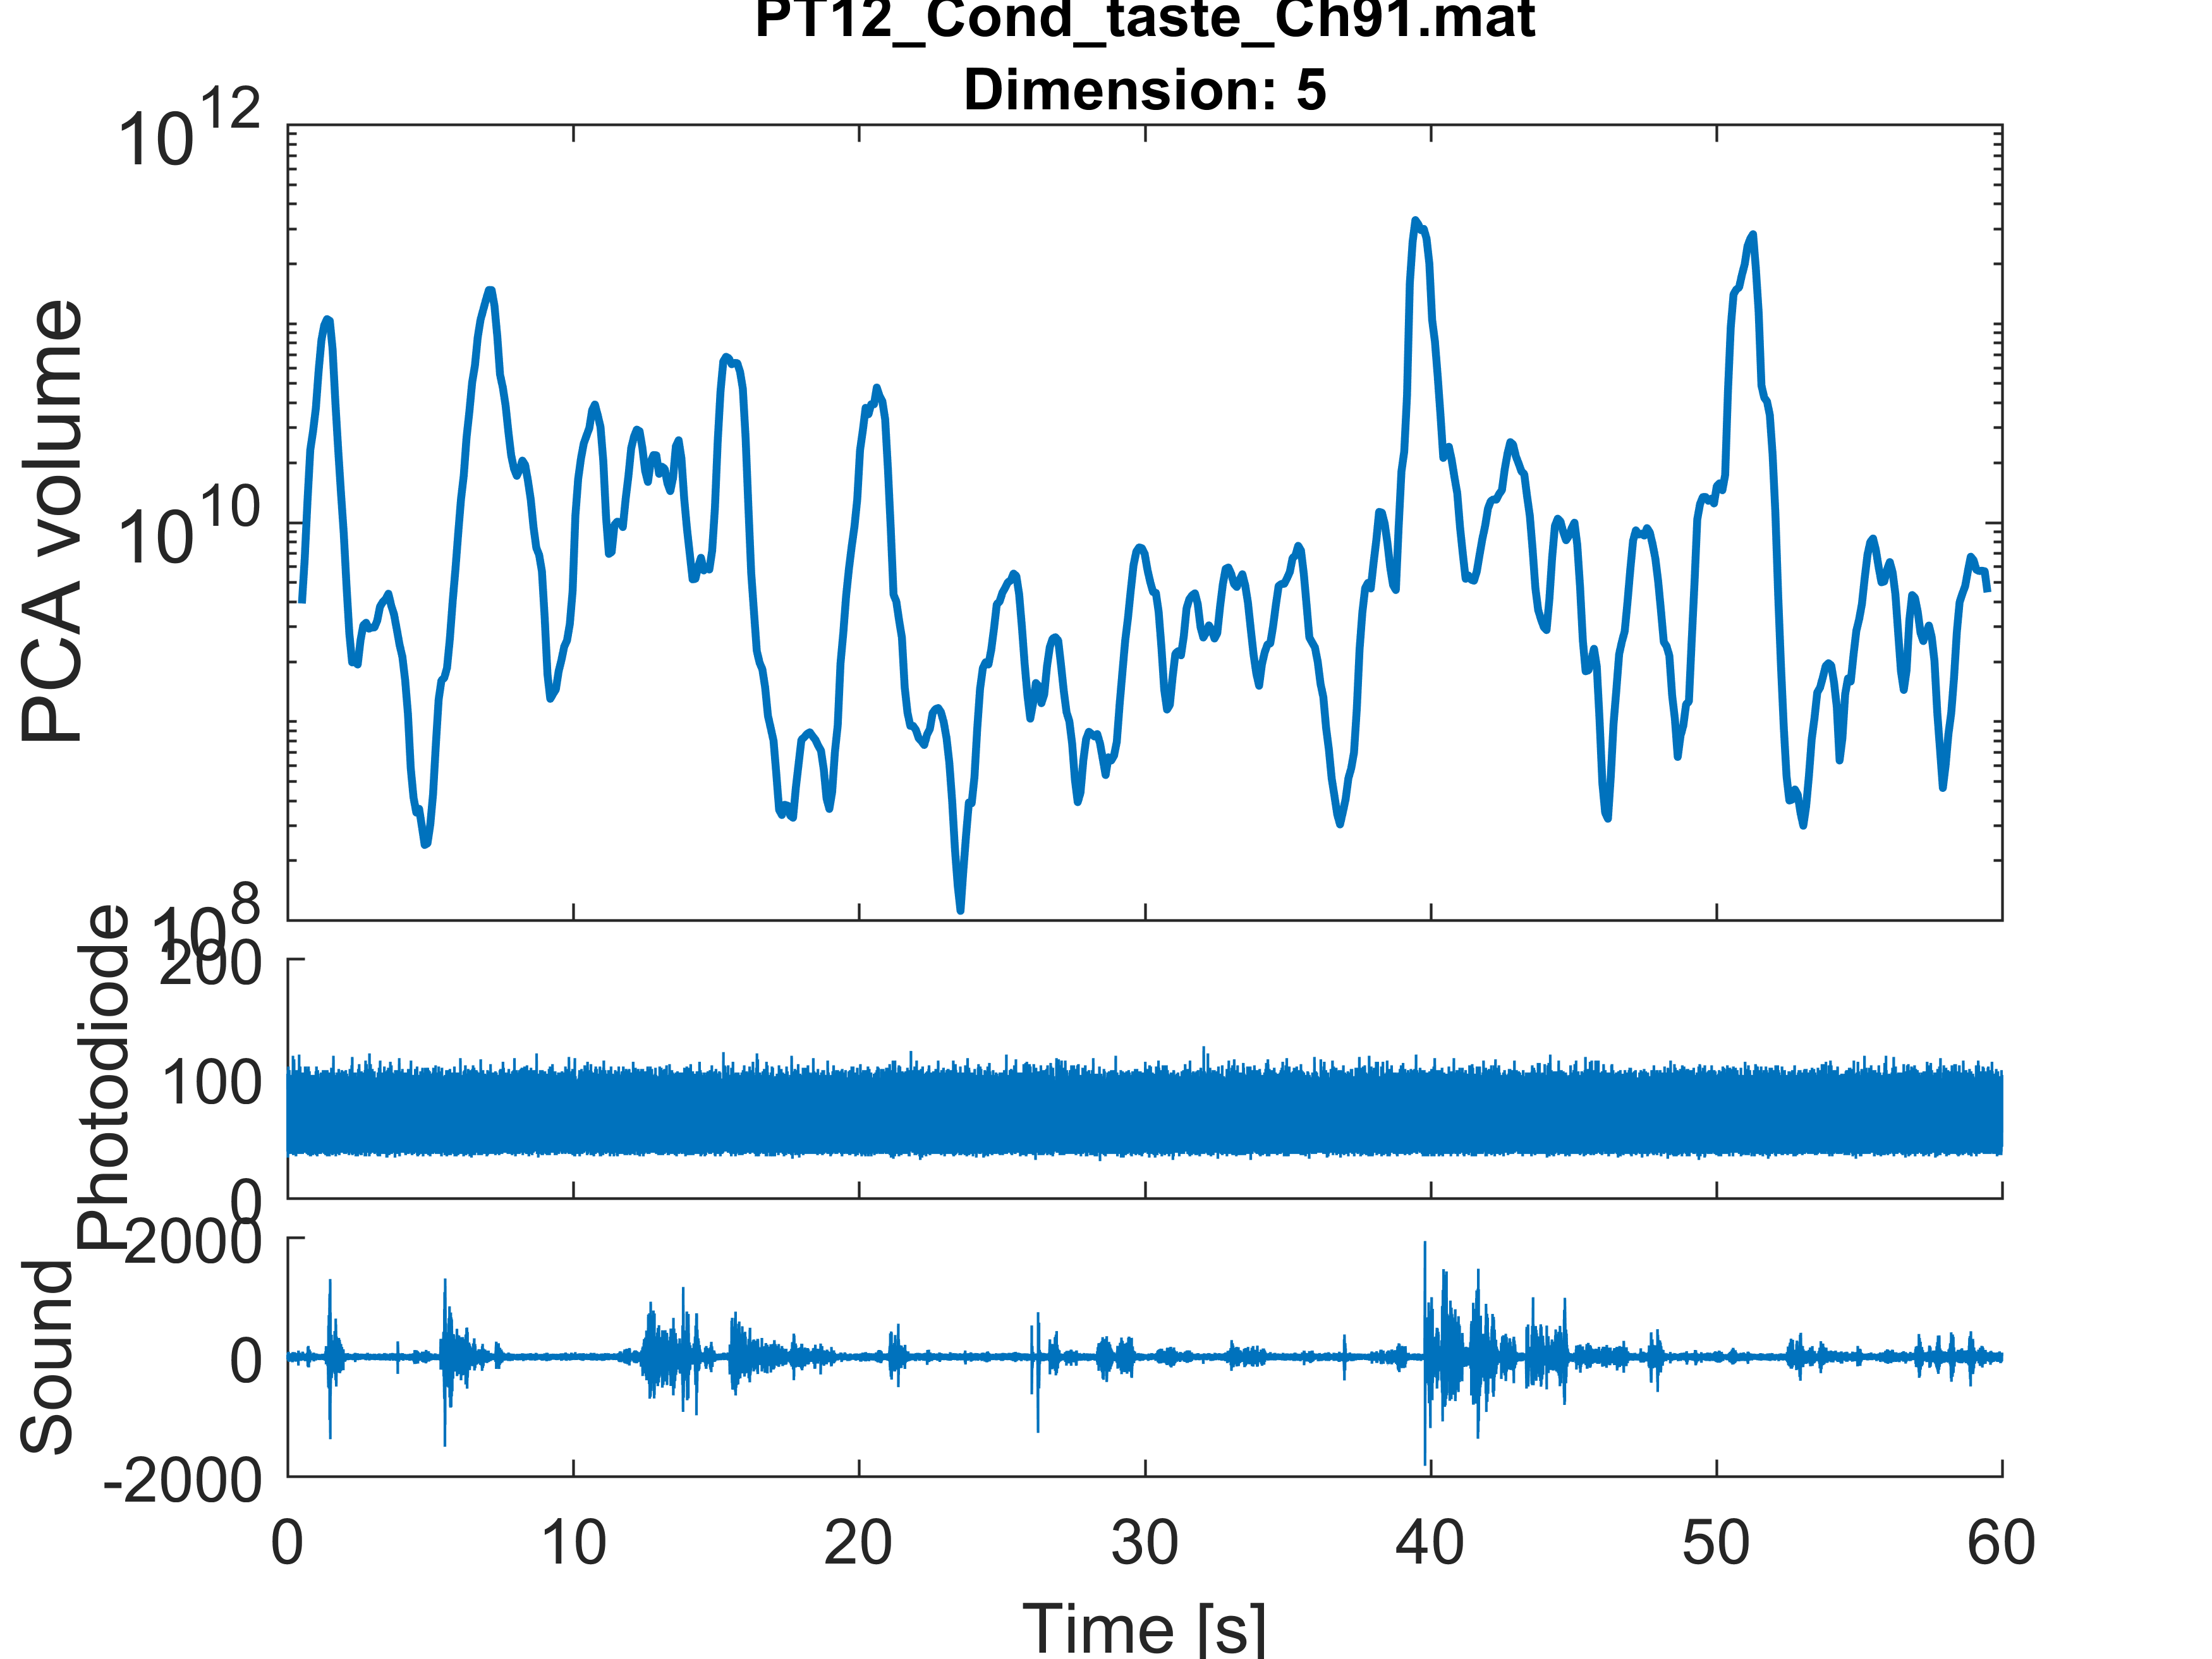 PT12_Cond_taste_Ch91.mat
Dimension: 5
10^12
10^10
10^8
PCA volume
200
100
0
Photodiode
2000
0
-2000
Sound
0 10 20 30 40 50 60
Time [s]